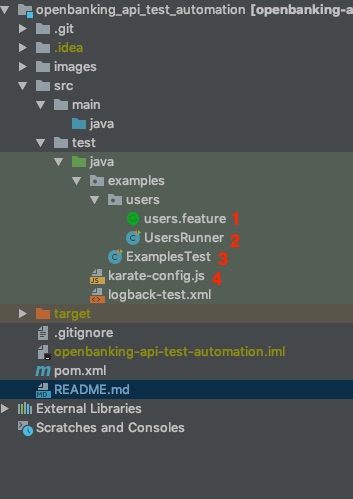 openbanking_api_test_automation [openbanking-a
.git
.idea
images
src
main
java
test
java
examples
users
users.feature 1
UsersRunner 2
ExamplesTest 3
karate-config.js 4
logback-test.xml
target
.gitignore
openbanking-api-test-automation.iml
pom.xml
README.md
External Libraries
Scratches and Consoles